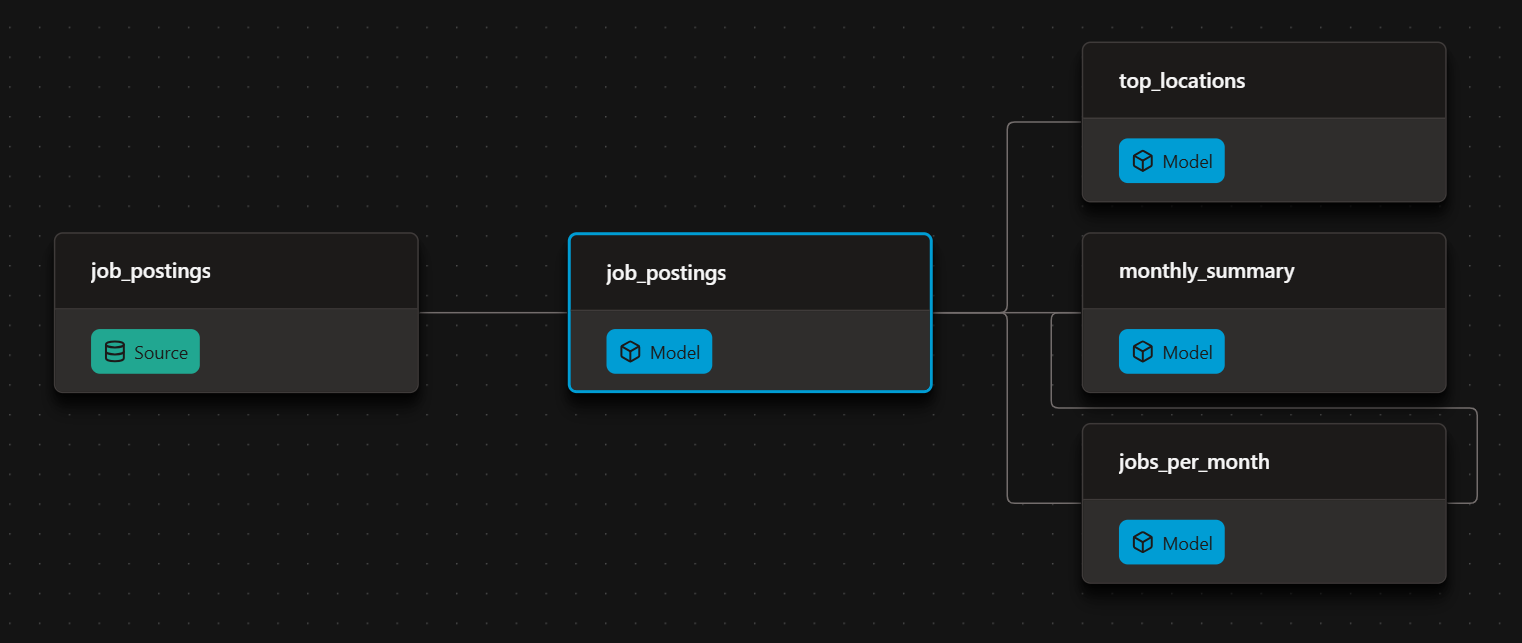 job_postings
Source
job_postings
Model
top_locations
Model
monthly_summary
Model
jobs_per_month
Model